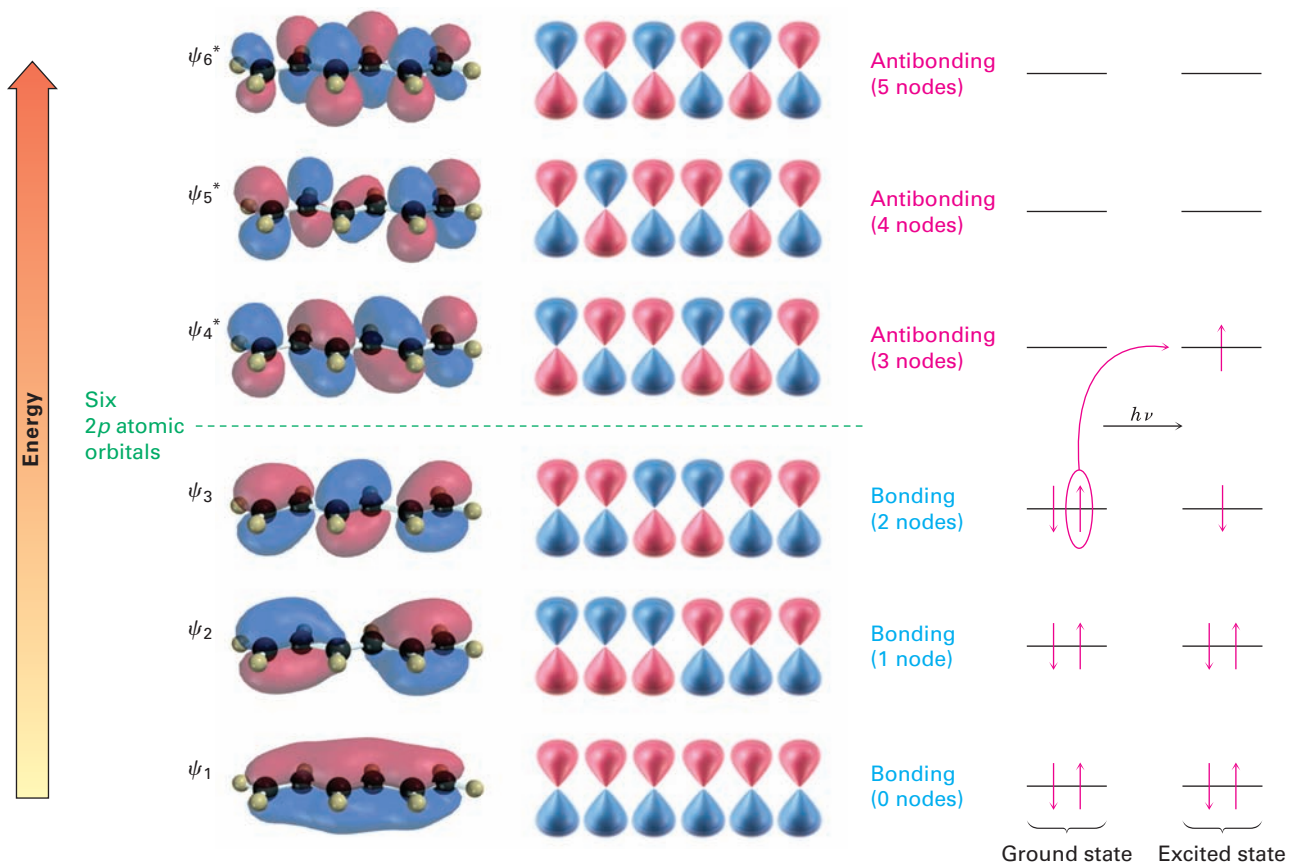 ψ6*
Antibonding
(5 nodes)
ψ5*
Antibonding
(4 nodes)
ψ4*
Antibonding
(3 nodes)
Energy
Six
2p atomic
orbitals
hν
ψ3
Bonding
(2 nodes)
ψ2
Bonding
(1 node)
ψ1
Bonding
(0 nodes)
Ground state
Excited state